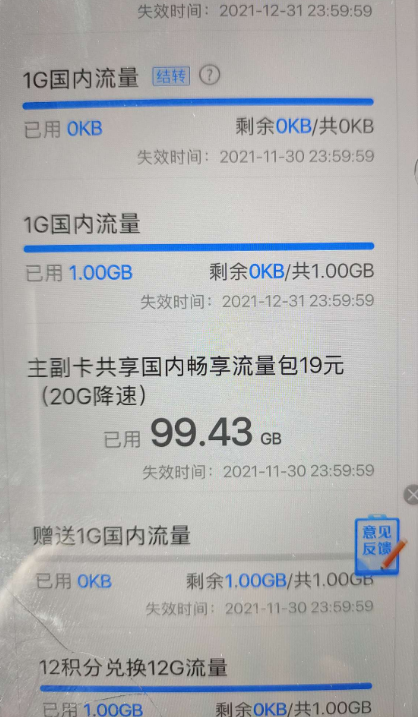 失效时间：2021-12-31 23:59:59
1G国内流量 结转 ?
已用 0KB 剩余0KB/共0KB
失效时间：2021-11-30 23:59:59
1G国内流量
已用 1.00GB 剩余0KB/共1.00GB
失效时间：2021-12-31 23:59:59
主副卡共享国内畅享流量包19元
（20G降速）
已用 99.43 GB
失效时间：2021-11-30 23:59:59
赠送1G国内流量
意见
反馈
已用 0KB 剩余1.00GB/共1.00GB
失效时间：2021-11-30 23:59:59
12积分兑换12G流量
已用 1.00GB 剩余0KB/共1.00GB